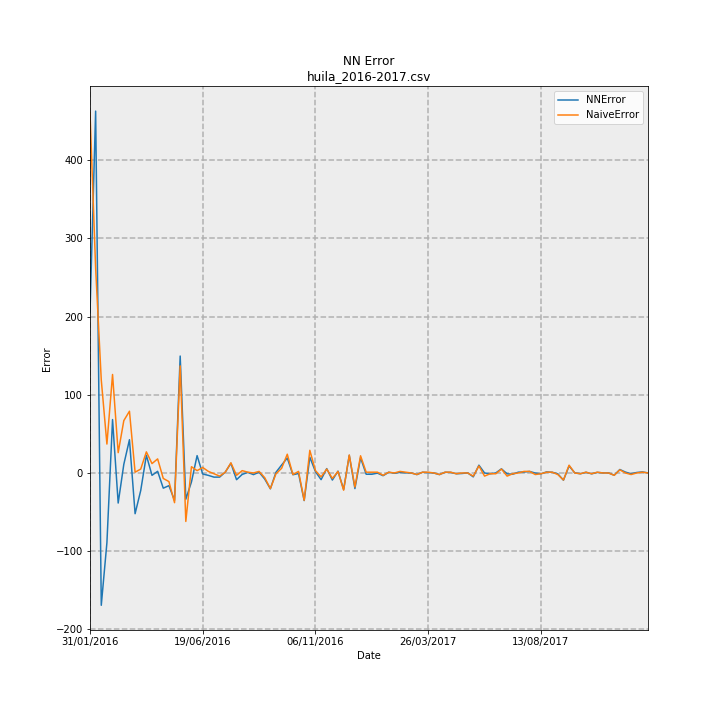 NN Error
huila_2016-2017.csv
NNError
NaiveError
400
300
200
100
0
−100
−200
Error
31/01/2016 19/06/2016 06/11/2016 26/03/2017 13/08/2017
Date